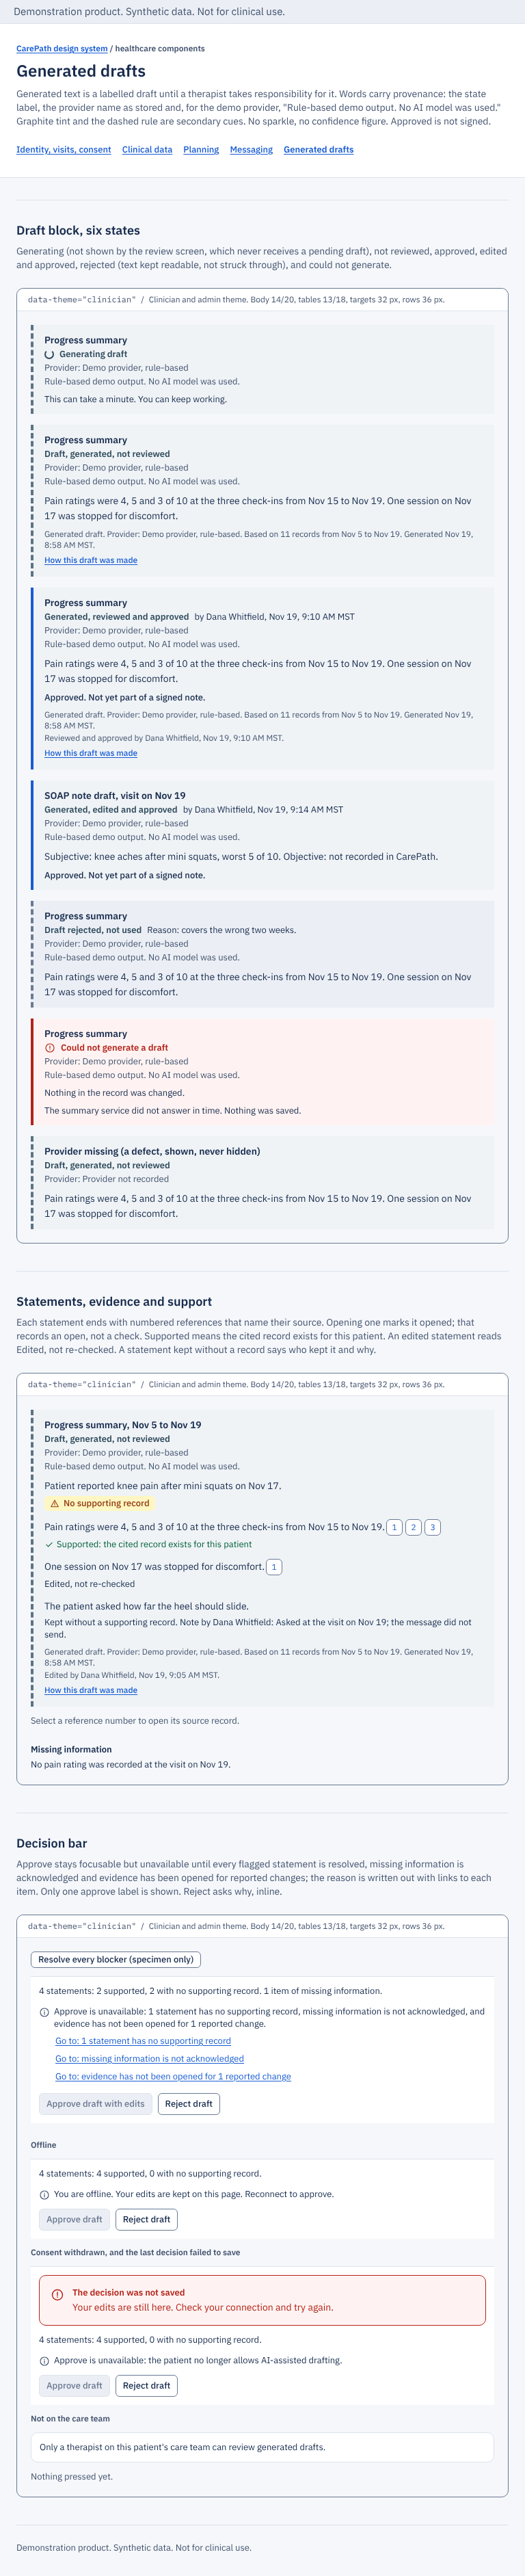 Demonstration product. Synthetic data. Not for clinical use.
CarePath design system / healthcare components
Generated drafts
Generated text is a labelled draft until a therapist takes responsibility for it. Words carry provenance: the state
label, the provider name as stored and, for the demo provider, "Rule-based demo output. No AI model was used."
Graphite tint and the dashed rule are secondary cues. No sparkle, no confidence figure. Approved is not signed.
Identity, visits, consent Clinical data Planning Messaging Generated drafts
Draft block, six states
Generating (not shown by the review screen, which never receives a pending draft), not reviewed, approved, edited
and approved, rejected (text kept readable, not struck through), and could not generate.
data-theme="clinician" / Clinician and admin theme. Body 14/20, tables 13/18, targets 32 px, rows 36 px.
Progress summary
Generating draft
Provider: Demo provider, rule-based
Rule-based demo output. No AI model was used.
This can take a minute. You can keep working.
Progress summary
Draft, generated, not reviewed
Provider: Demo provider, rule-based
Rule-based demo output. No AI model was used.
Pain ratings were 4, 5 and 3 of 10 at the three check-ins from Nov 15 to Nov 19. One session on Nov
17 was stopped for discomfort.
Generated draft. Provider: Demo provider, rule-based. Based on 11 records from Nov 5 to Nov 19. Generated Nov 19,
8:58 AM MST.
How this draft was made
Progress summary
Generated, reviewed and approved by Dana Whitfield, Nov 19, 9:10 AM MST
Provider: Demo provider, rule-based
Rule-based demo output. No AI model was used.
Pain ratings were 4, 5 and 3 of 10 at the three check-ins from Nov 15 to Nov 19. One session on Nov
17 was stopped for discomfort.
Approved. Not yet part of a signed note.
Generated draft. Provider: Demo provider, rule-based. Based on 11 records from Nov 5 to Nov 19. Generated Nov 19,
8:58 AM MST.
Reviewed and approved by Dana Whitfield, Nov 19, 9:10 AM MST.
How this draft was made
SOAP note draft, visit on Nov 19
Generated, edited and approved by Dana Whitfield, Nov 19, 9:14 AM MST
Provider: Demo provider, rule-based
Rule-based demo output. No AI model was used.
Subjective: knee aches after mini squats, worst 5 of 10. Objective: not recorded in CarePath.
Approved. Not yet part of a signed note.
Progress summary
Draft rejected, not used Reason: covers the wrong two weeks.
Provider: Demo provider, rule-based
Rule-based demo output. No AI model was used.
Pain ratings were 4, 5 and 3 of 10 at the three check-ins from Nov 15 to Nov 19. One session on Nov
17 was stopped for discomfort.
Progress summary
Could not generate a draft
Provider: Demo provider, rule-based
Rule-based demo output. No AI model was used.
Nothing in the record was changed.
The summary service did not answer in time. Nothing was saved.
Provider missing (a defect, shown, never hidden)
Draft, generated, not reviewed
Provider: Provider not recorded
Pain ratings were 4, 5 and 3 of 10 at the three check-ins from Nov 15 to Nov 19. One session on Nov
17 was stopped for discomfort.
Statements, evidence and support
Each statement ends with numbered references that name their source. Opening one marks it opened; that
records an open, not a check. Supported means the cited record exists for this patient. An edited statement reads
Edited, not re-checked. A statement kept without a record says who kept it and why.
data-theme="clinician" / Clinician and admin theme. Body 14/20, tables 13/18, targets 32 px, rows 36 px.
Progress summary, Nov 5 to Nov 19
Draft, generated, not reviewed
Provider: Demo provider, rule-based
Rule-based demo output. No AI model was used.
Patient reported knee pain after mini squats on Nov 17.
No supporting record
Pain ratings were 4, 5 and 3 of 10 at the three check-ins from Nov 15 to Nov 19. 1 2 3
Supported: the cited record exists for this patient
One session on Nov 17 was stopped for discomfort. 1
Edited, not re-checked
The patient asked how far the heel should slide.
Kept without a supporting record. Note by Dana Whitfield: Asked at the visit on Nov 19; the message did not
send.
Generated draft. Provider: Demo provider, rule-based. Based on 11 records from Nov 5 to Nov 19. Generated Nov 19,
8:58 AM MST.
Edited by Dana Whitfield, Nov 19, 9:05 AM MST.
How this draft was made
Select a reference number to open its source record.
Missing information
No pain rating was recorded at the visit on Nov 19.
Decision bar
Approve stays focusable but unavailable until every flagged statement is resolved, missing information is
acknowledged and evidence has been opened for reported changes; the reason is written out with links to each
item. Only one approve label is shown. Reject asks why, inline.
data-theme="clinician" / Clinician and admin theme. Body 14/20, tables 13/18, targets 32 px, rows 36 px.
Resolve every blocker (specimen only)
4 statements: 2 supported, 2 with no supporting record. 1 item of missing information.
Approve is unavailable: 1 statement has no supporting record, missing information is not acknowledged, and
evidence has not been opened for 1 reported change.
Go to: 1 statement has no supporting record
Go to: missing information is not acknowledged
Go to: evidence has not been opened for 1 reported change
Approve draft with edits Reject draft
Offline
4 statements: 4 supported, 0 with no supporting record.
You are offline. Your edits are kept on this page. Reconnect to approve.
Approve draft Reject draft
Consent withdrawn, and the last decision failed to save
The decision was not saved
Your edits are still here. Check your connection and try again.
4 statements: 4 supported, 0 with no supporting record.
Approve is unavailable: the patient no longer allows AI-assisted drafting.
Approve draft Reject draft
Not on the care team
Only a therapist on this patient's care team can review generated drafts.
Nothing pressed yet.
Demonstration product. Synthetic data. Not for clinical use.